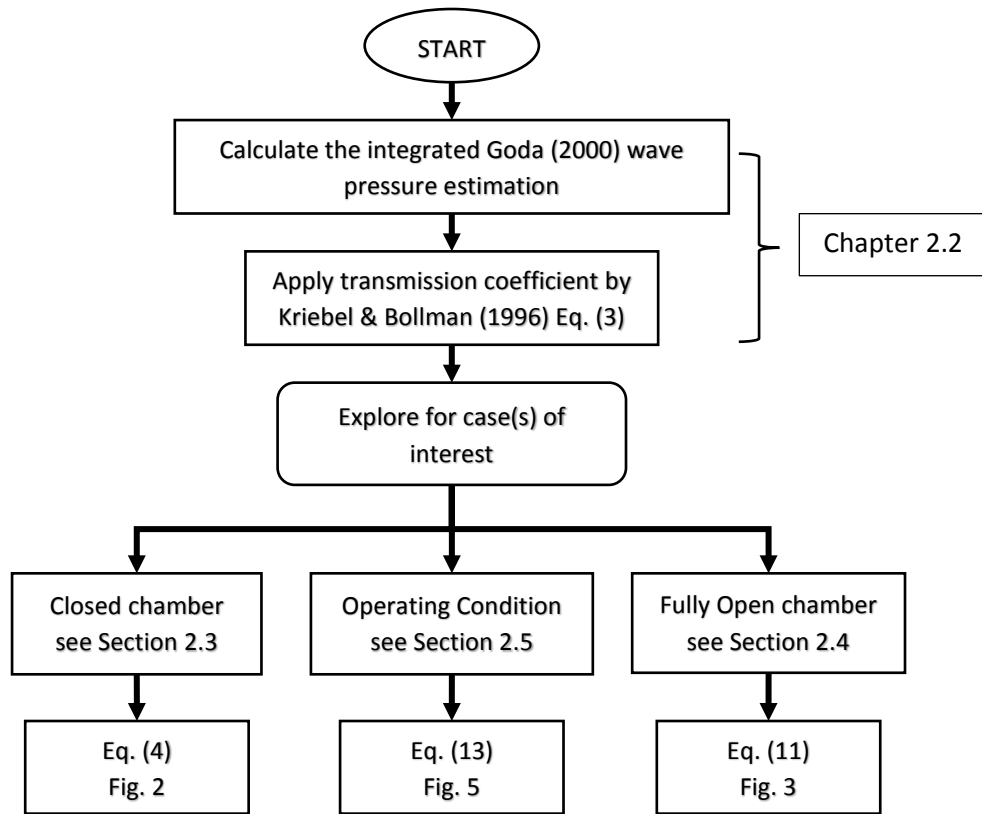 START
Calculate the integrated Goda (2000) wave
pressure estimation
Chapter 2.2
Apply transmission coefficient by
Kriebel & Bollman (1996) Eq. (3)
Explore for case(s) of
interest
Closed chamber
see Section 2.3
Operating Condition
see Section 2.5
Fully Open chamber
see Section 2.4
Eq. (4)
Fig. 2
Eq. (13)
Fig. 5
Eq. (11)
Fig. 3